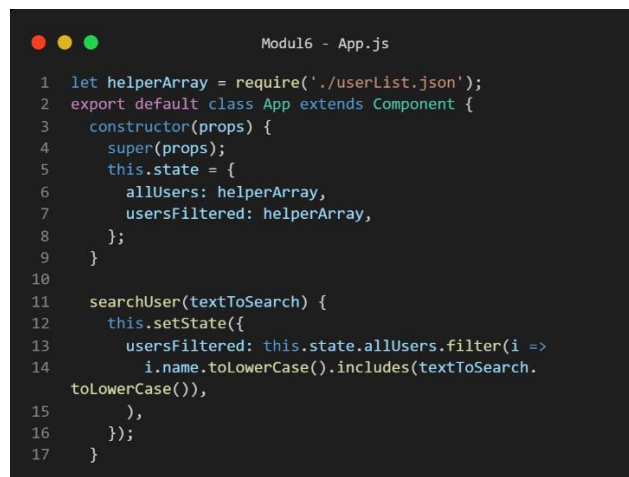 Modul6 - App.js
1 let helperArray = require('./userList.json');
2 export default class App extends Component {
3   constructor(props) {
4     super(props);
5     this.state = {
6       allUsers: helperArray,
7       usersFiltered: helperArray,
8     };
9   }
10
11   searchUser(textToSearch) {
12     this.setState({
13       usersFiltered: this.state.allUsers.filter(i =>
14         i.name.toLowerCase().includes(textToSearch.
toLowerCase()),
15       ),
16     });
17   }